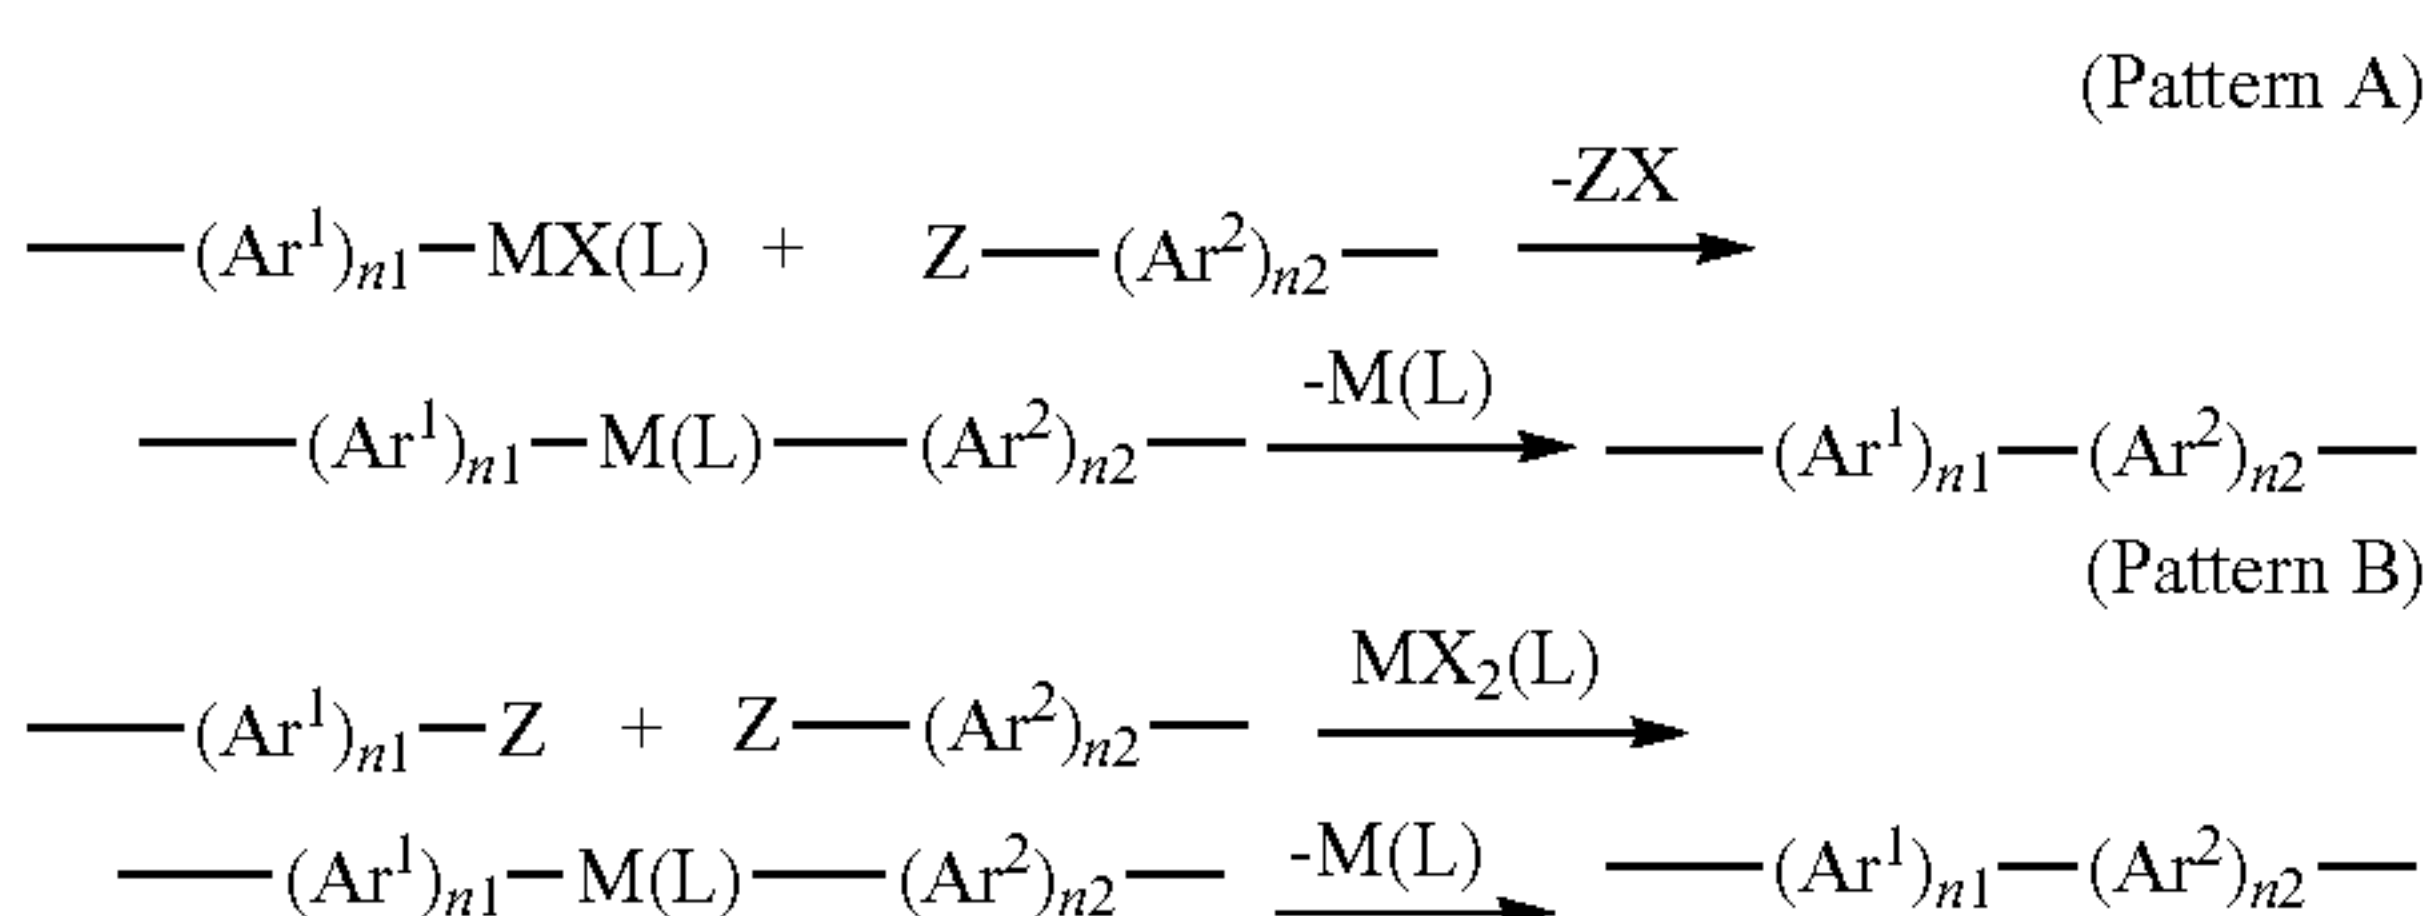 (Pattern A)
-ZX
—(Ar¹)n1—MX(L) + Z—(Ar²)n2—
-M(L)
—(Ar¹)n1—M(L)—(Ar²)n2— —(Ar¹)n1—(Ar²)n2—
(Pattern B)
MX₂(L)
—(Ar¹)n1—Z + Z—(Ar²)n2—
-M(L)
—(Ar¹)n1—M(L)—(Ar²)n2— —(Ar¹)n1—(Ar²)n2—